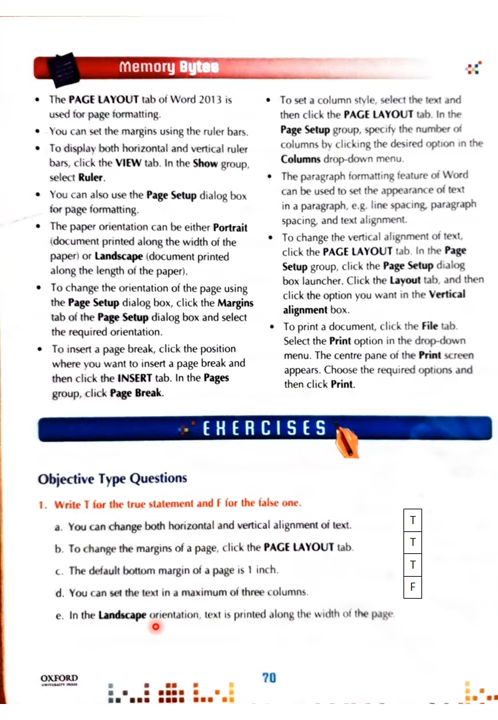 Memory Bytes
• The PAGE LAYOUT tab of Word 2013 is
used for page formatting.
• You can set the margins using the ruler bars.
• To display both horizontal and vertical ruler
bars, click the VIEW tab. In the Show group,
select Ruler.
• You can also use the Page Setup dialog box
for page formatting.
• The paper orientation can be either Portrait
(document printed along the width of the
paper) or Landscape (document printed
along the length of the paper).
• To change the orientation of the page using
the Page Setup dialog box, click the Margins
tab of the Page Setup dialog box and select
the required orientation.
• To insert a page break, click the position
where you want to insert a page break and
then click the INSERT tab. In the Pages
group, click Page Break.
• To set a column style, select the text and
then click the PAGE LAYOUT tab. In the
Page Setup group, specify the number of
columns by clicking the desired option in the
Columns drop-down menu.
• The paragraph formatting feature of Word
can be used to set the appearance of text
in a paragraph, e.g. line spacing, paragraph
spacing, and text alignment.
• To change the vertical alignment of text,
click the PAGE LAYOUT tab. In the Page
Setup group, click the Page Setup dialog
box launcher. Click the Layout tab, and then
click the option you want in the Vertical
alignment box.
• To print a document, click the File tab.
Select the Print option in the drop-down
menu. The centre pane of the Print screen
appears. Choose the required options and
then click Print.
EXERCISES
Objective Type Questions
1. Write T for the true statement and F for the false one.
a. You can change both horizontal and vertical alignment of text. T
b. To change the margins of a page, click the PAGE LAYOUT tab. T
c. The default bottom margin of a page is 1 inch. T
d. You can set the text in a maximum of three columns. F
e. In the Landscape orientation, text is printed along the width of the page.
OXFORD
UNIVERSITY PRESS
70